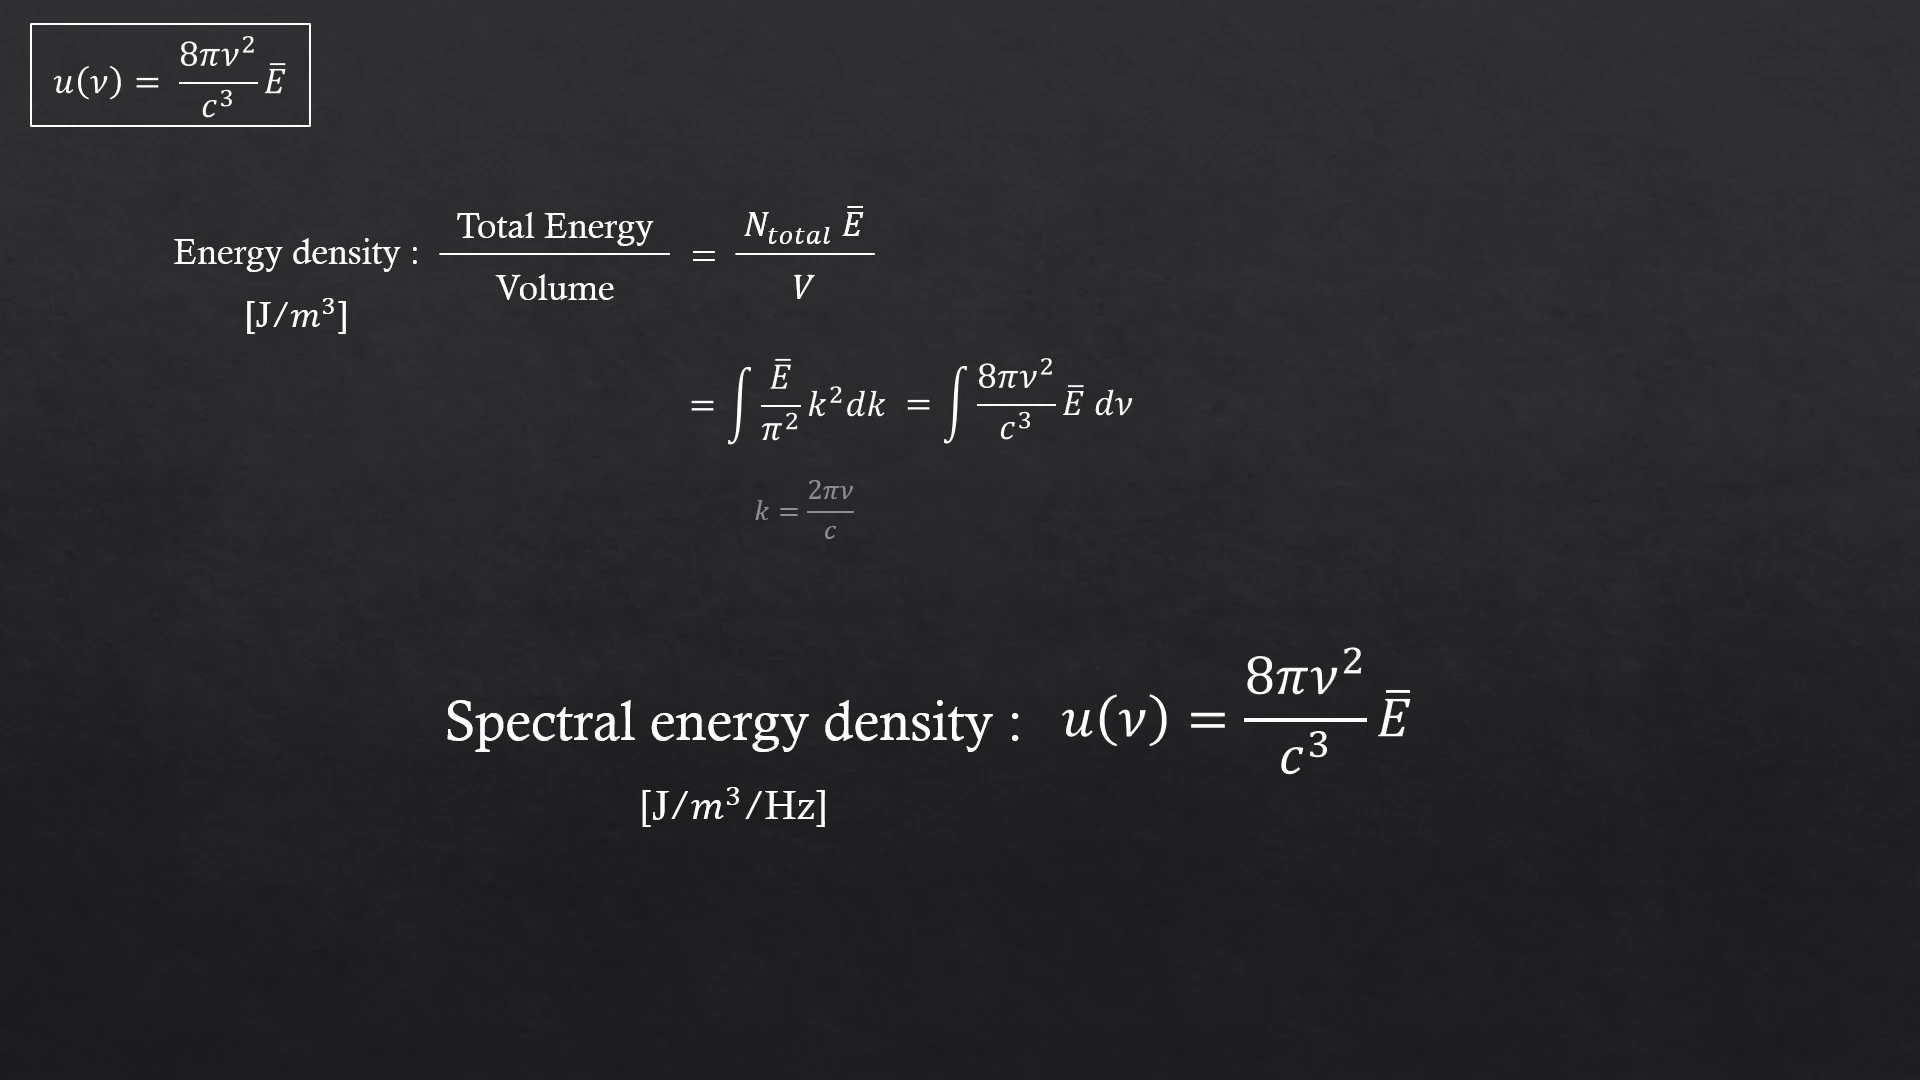 u(ν) = 8πν²/c³ Ē
Energy density : Total Energy / Volume = N_total Ē / V
[J/m³]
= ∫ Ē/π² k²dk = ∫ 8πν²/c³ Ē dν
k = 2πν/c
Spectral energy density : u(ν) = 8πν²/c³ Ē
[J/m³/Hz]